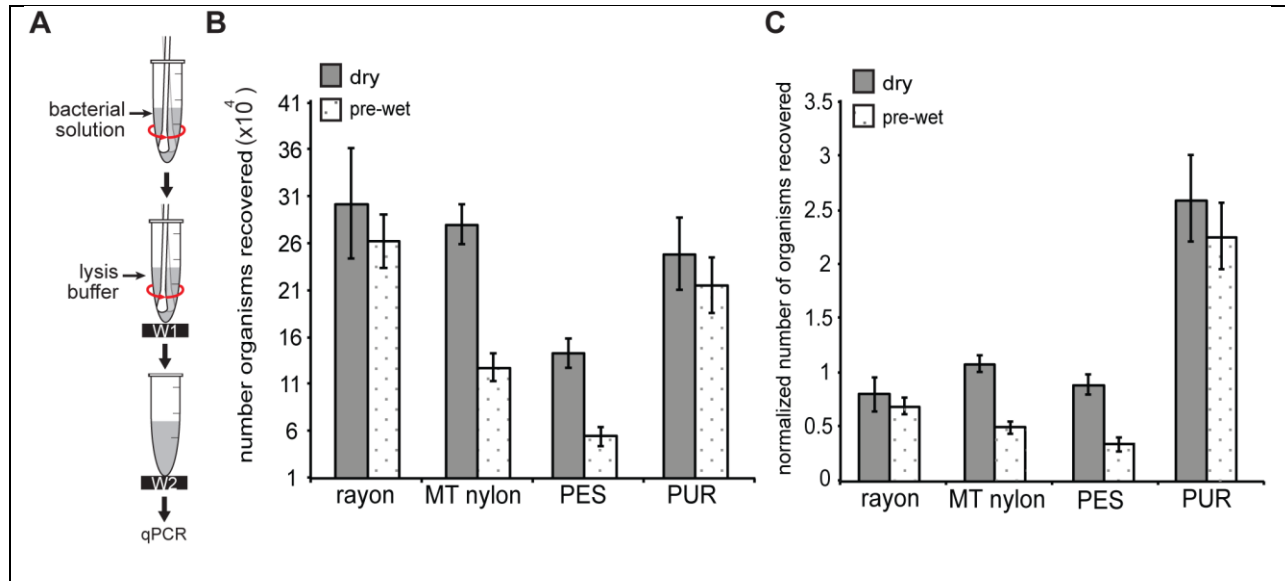 A
bacterial
solution
lysis
buffer
W1
W2
qPCR
B
dry
pre-wet
number organisms recovered (x10⁴)
41
36
31
26
21
16
11
6
1
rayon MT nylon PES PUR
C
dry
pre-wet
normalized number of organisms recovered
3.5
3
2.5
2
1.5
1
0.5
0
rayon MT nylon PES PUR